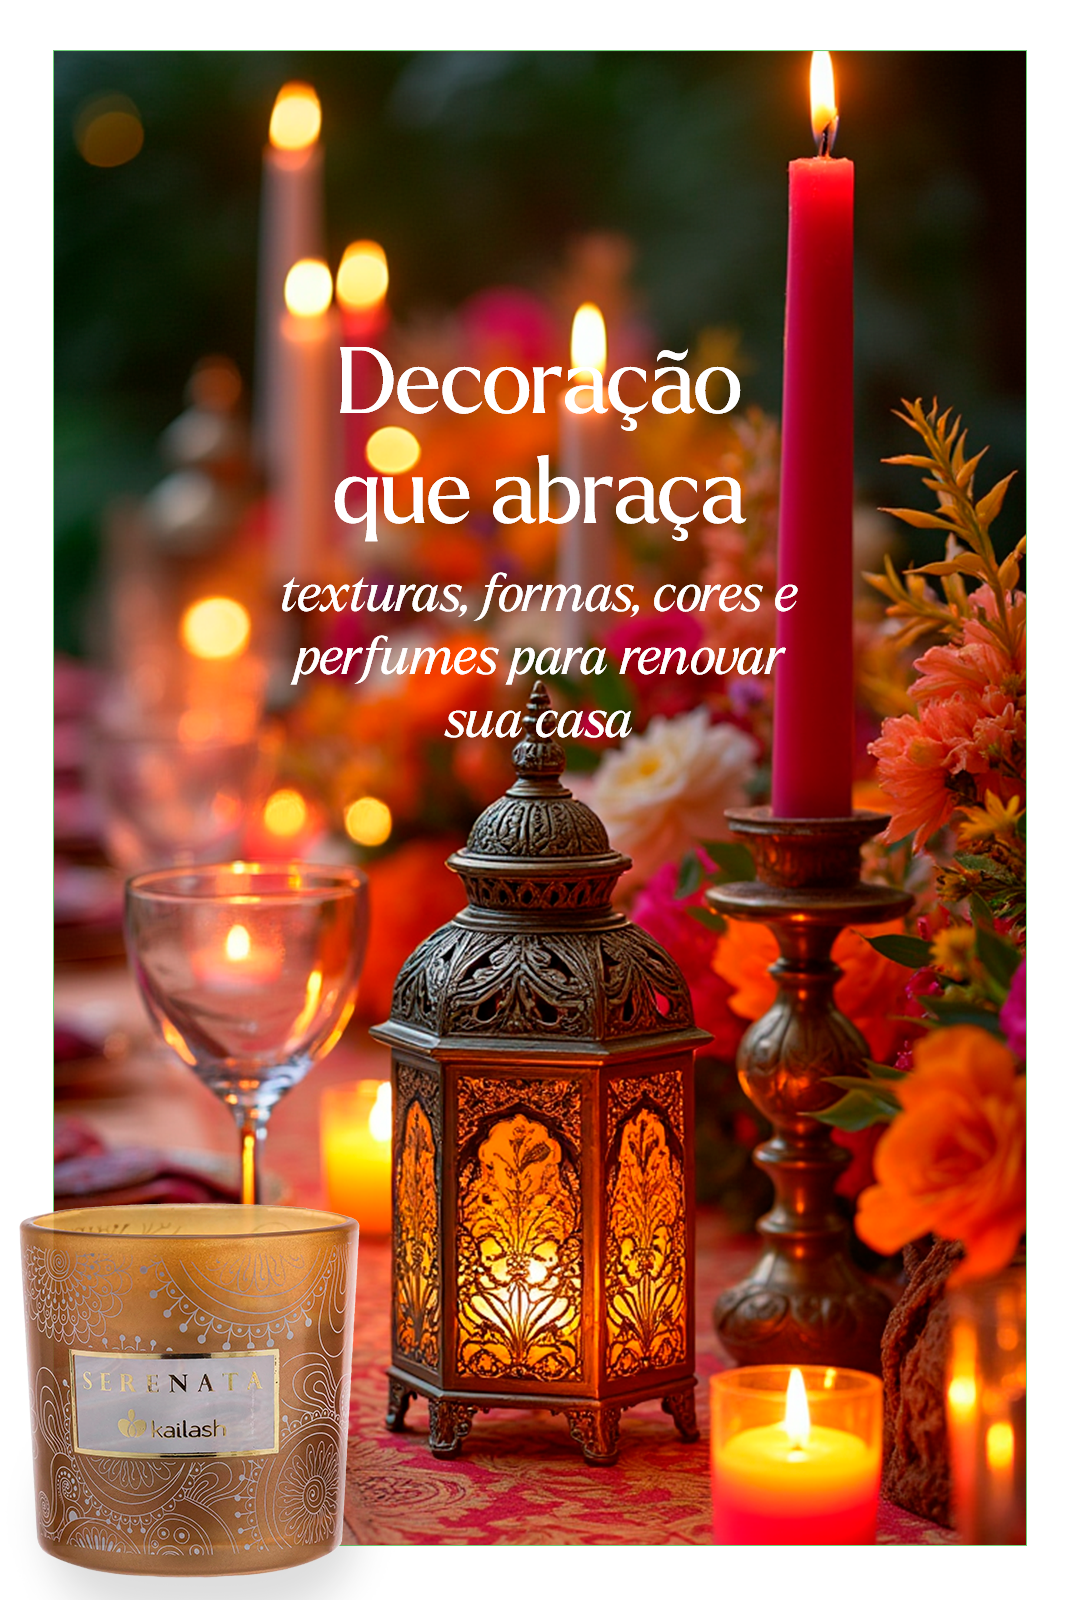 Decoração
que abraça
texturas, formas, cores e
perfumes para renovar
sua casa
SERENATA
kailash